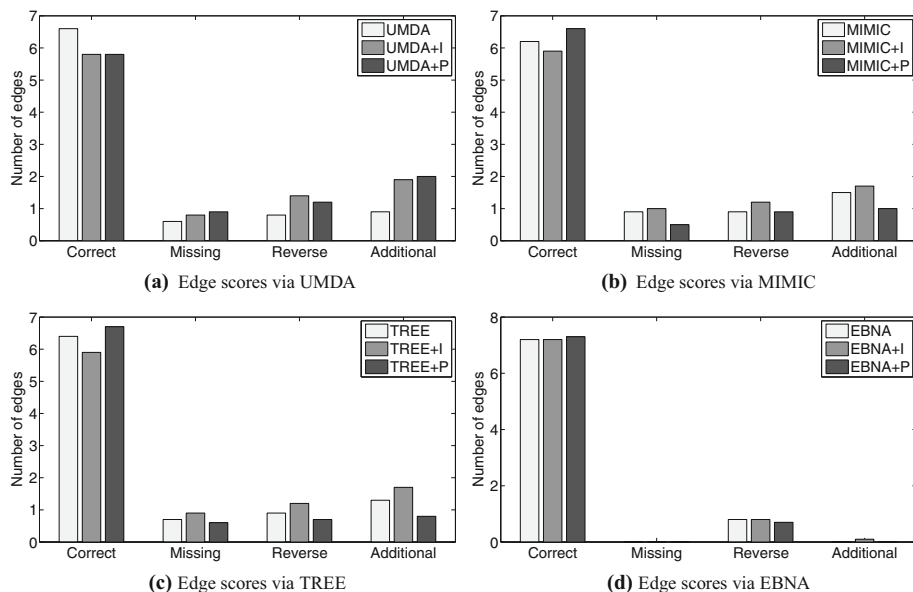 7
6
5
4
3
2
1
0
Number of edges
Correct Missing Reverse Additional
UMDA
UMDA+I
UMDA+P
(a) Edge scores via UMDA
7
6
5
4
3
2
1
0
Number of edges
Correct Missing Reverse Additional
MIMIC
MIMIC+I
MIMIC+P
(b) Edge scores via MIMIC
7
6
5
4
3
2
1
0
Number of edges
Correct Missing Reverse Additional
TREE
TREE+I
TREE+P
(c) Edge scores via TREE
8
6
4
2
0
Number of edges
Correct Missing Reverse Additional
EBNA
EBNA+I
EBNA+P
(d) Edge scores via EBNA